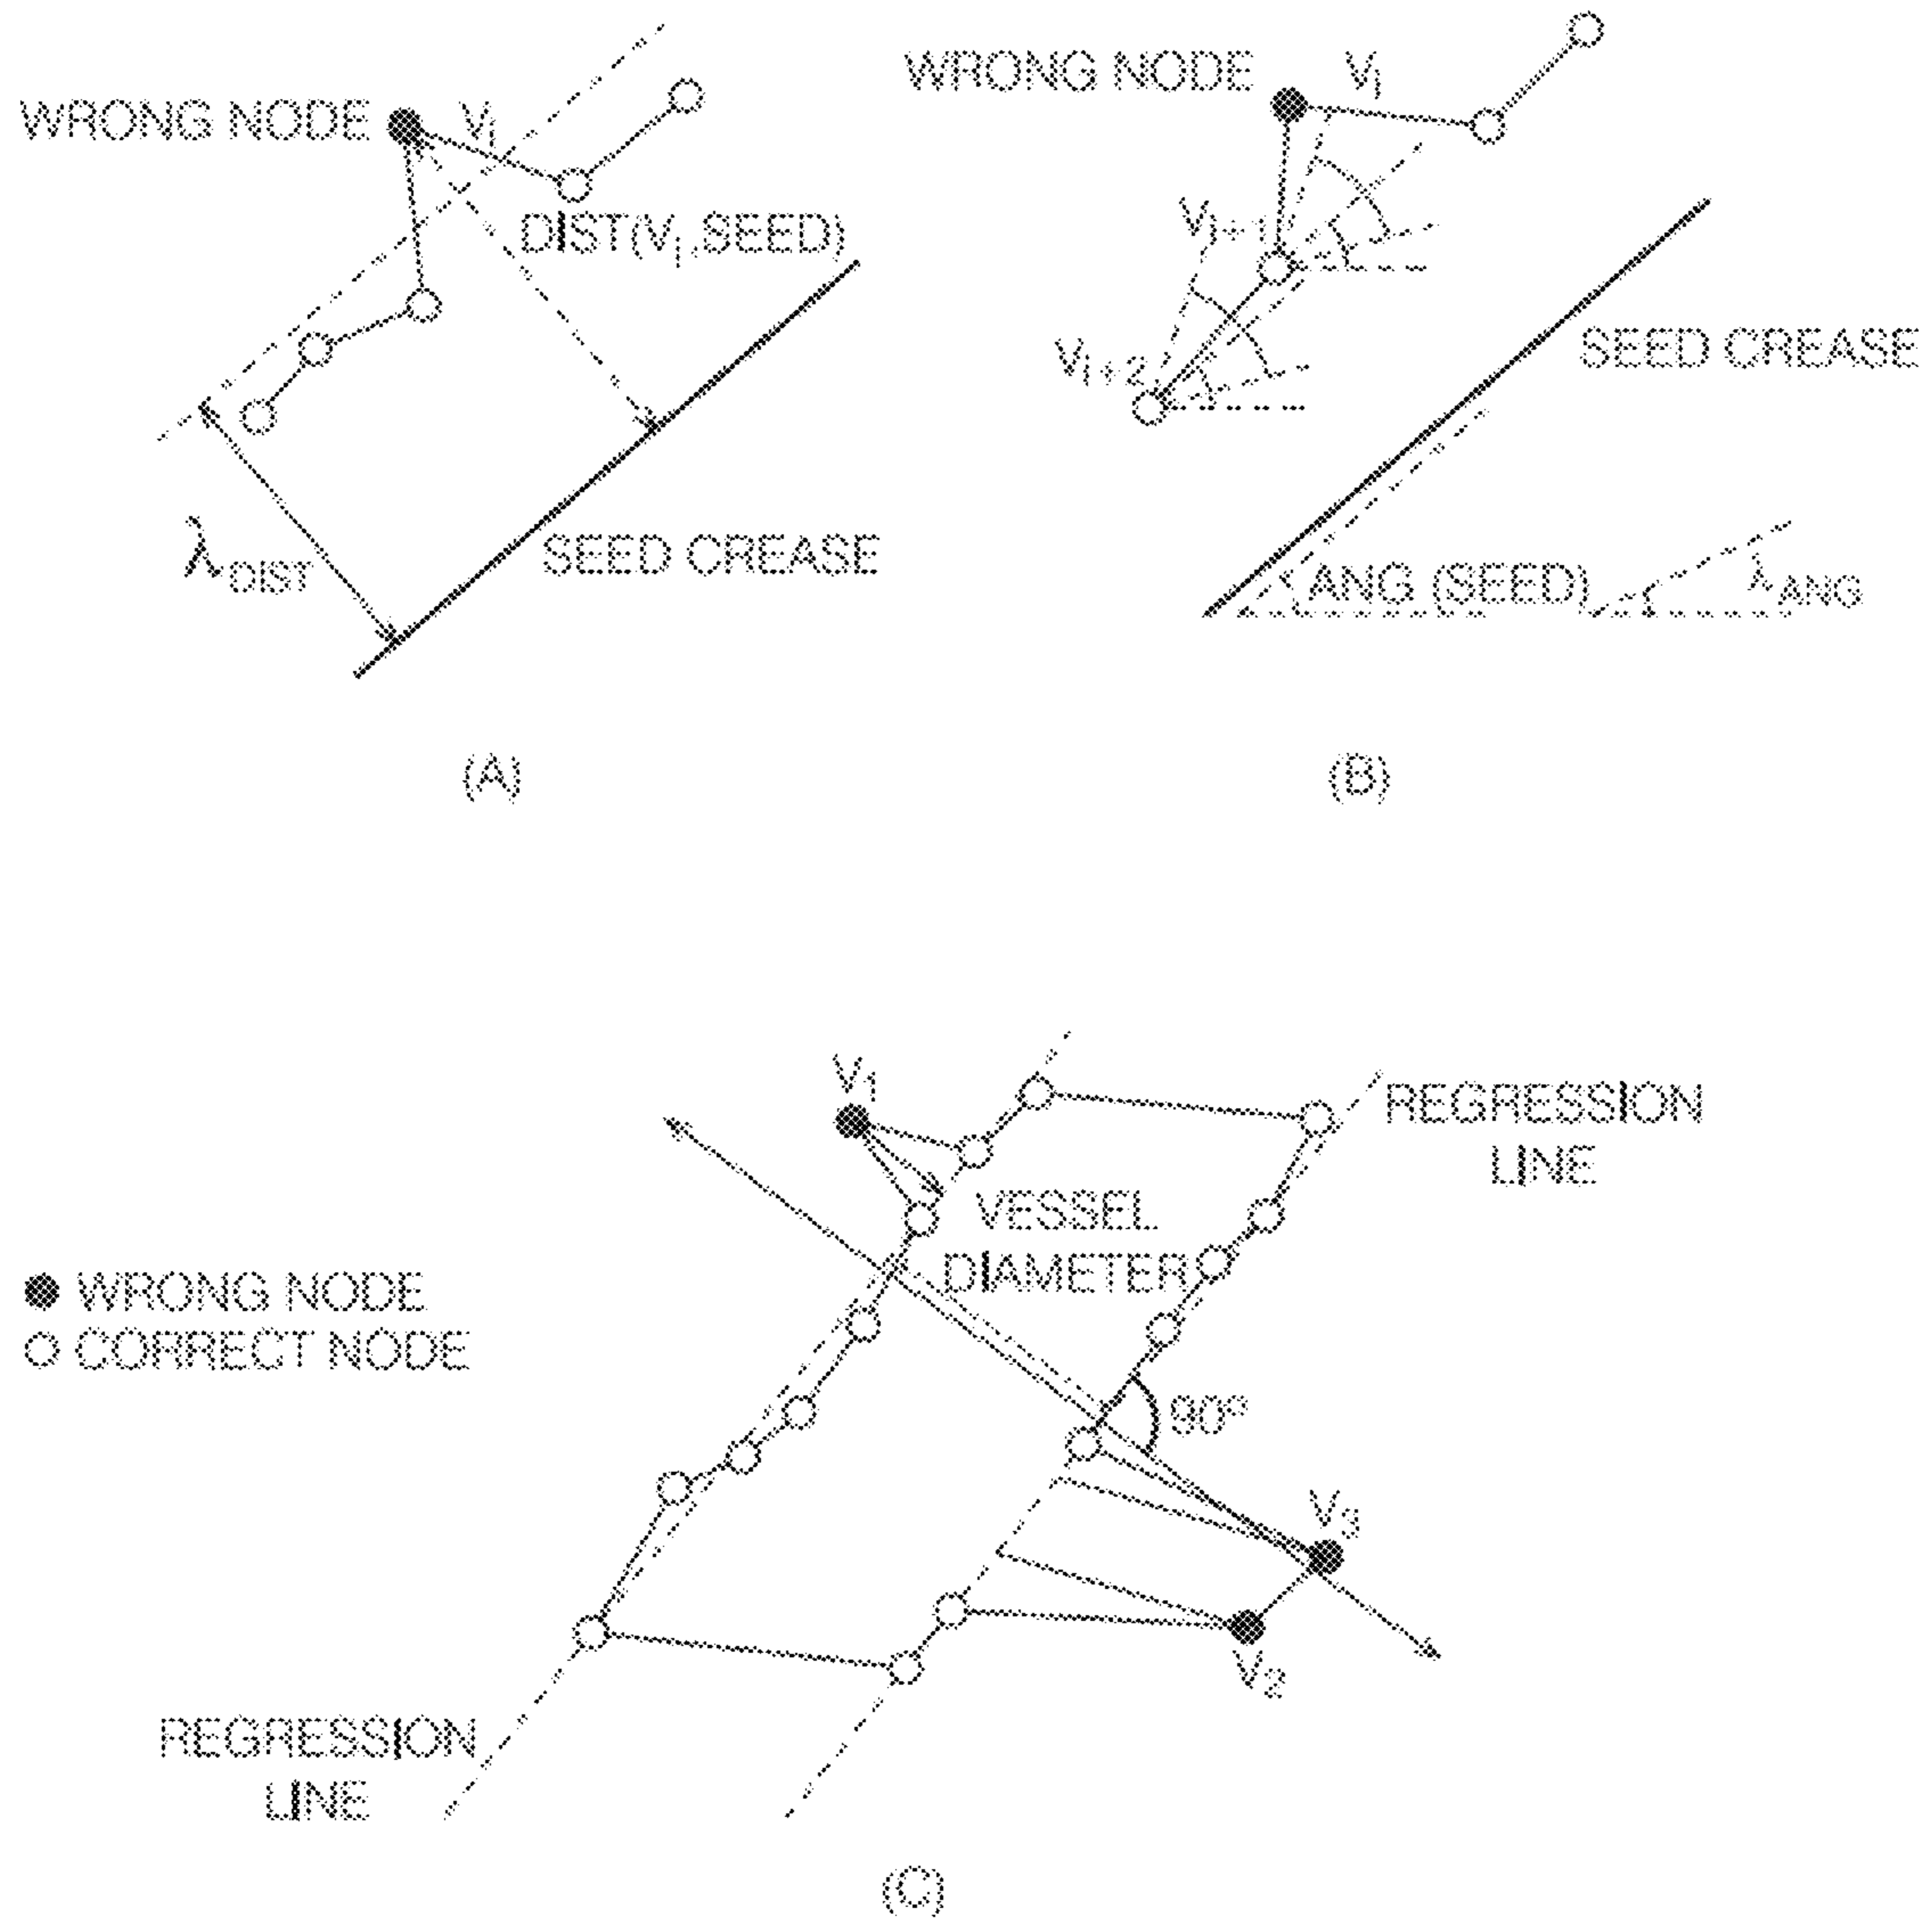 WRONG NODE
Vi
DIST(Vi,SEED)
λDIST
SEED CREASE
(A)
WRONG NODE
Vj
Vj+1
Vj+2
SEED CREASE
ANG (SEED)
λANG
(B)
V1
REGRESSION
LINE
VESSEL
DIAMETER
WRONG NODE
CORRECT NODE
90°
V3
V2
REGRESSION
LINE
(C)